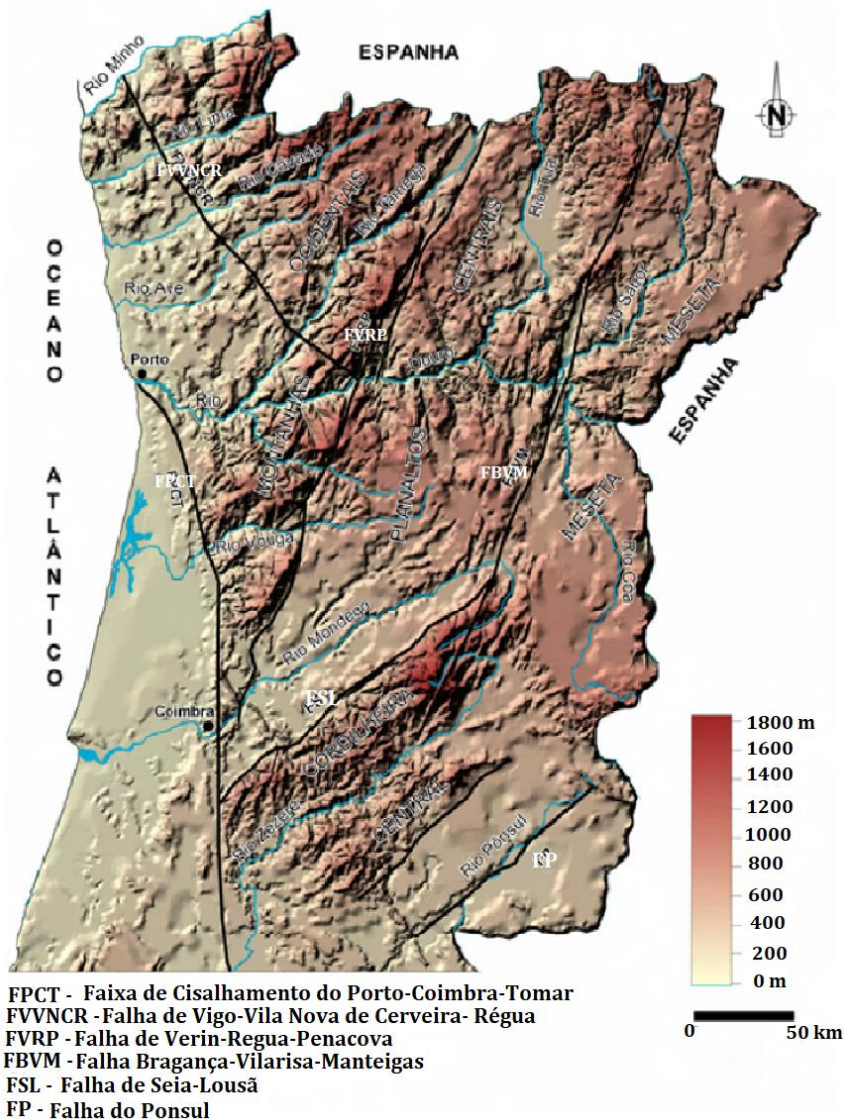 ESPANHA
N
Rio Minho
Rio Lima
FVVNCR
Rio Cávado
OCIDENTAIS
Rio Tâmega
CENTRAIS
Rio Tua
Rio Sabor
MESETA
OCEANO
Rio Ave
FVRP
Porto
Rio
Douro
ESPANHA
MONTANHAS
ATLÂNTICO
FPCT
FPCT
PLANALTOS
FBVM
MESETA
Rio Vouga
Rio Côa
Rio Mondego
FSL
Coimbra
CORDILHEIRA
CENTRAL
Rio Zêzere
Rio Pônsul
FP
1800 m
1600
1400
1200
1000
800
600
400
200
0 m
0 50 km
FPCT - Faixa de Cisalhamento do Porto-Coimbra-Tomar
FVVNCR -Falha de Vigo-Vila Nova de Cerveira- Régua
FVRP - Falha de Verin-Regua-Penacova
FBVM -Falha Bragança-Vilarisa-Manteigas
FSL - Falha de Seia-Lousã
FP - Falha do Ponsul